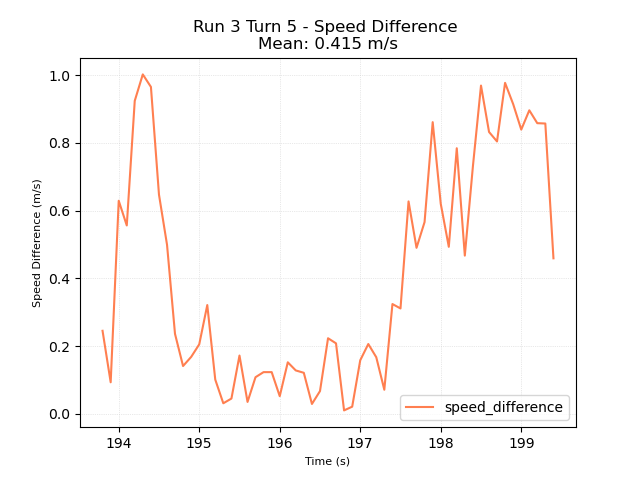 Run 3 Turn 5 - Speed Difference
Mean: 0.415 m/s
Speed Difference (m/s)
1.0
0.8
0.6
0.4
0.2
0.0
speed_difference
194 195 196 197 198 199
Time (s)